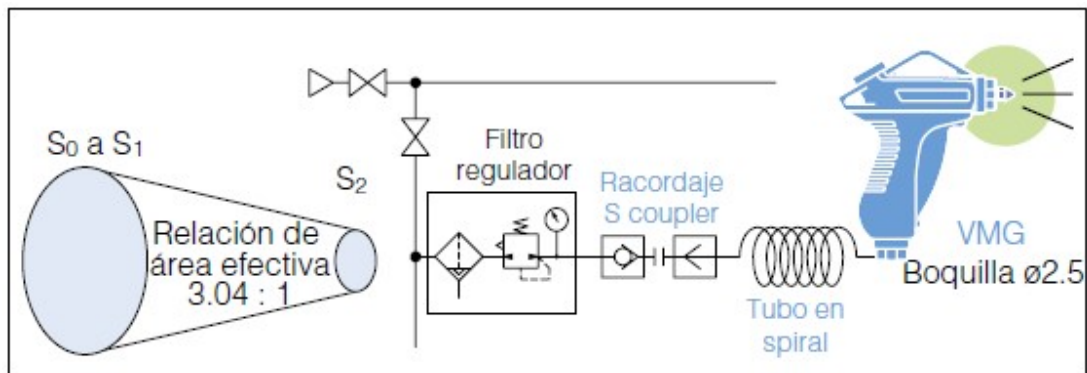 S₀ a S₁
Relación de
área efectiva
3.04 : 1
S₂
Filtro
regulador
Racordaje
S coupler
Tubo en
spiral
VMG
Boquilla ø2.5